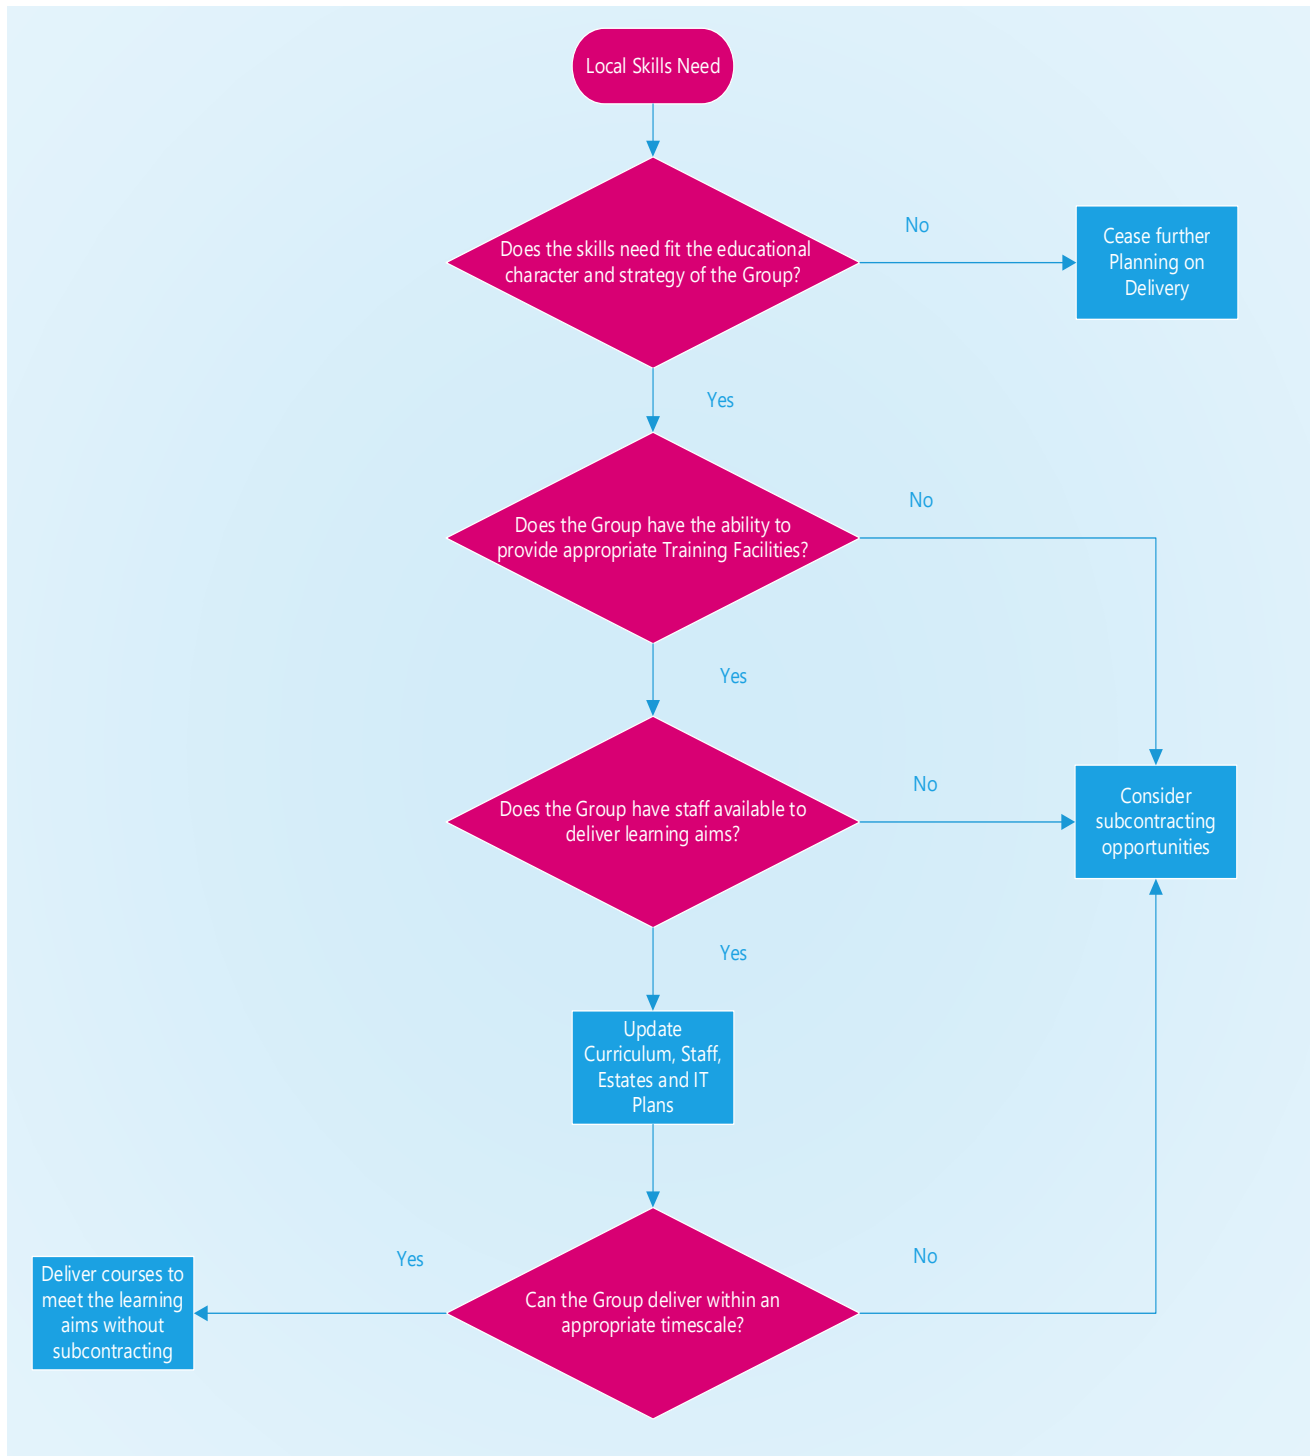 Local Skills Need
Does the skills need fit the educational
character and strategy of the Group?
No
Cease further
Planning on
Delivery
Yes
Does the Group have the ability to
provide appropriate Training Facilities?
No
Yes
Does the Group have staff available to
deliver learning aims?
No
Consider
subcontracting
opportunities
Yes
Update
Curriculum, Staff,
Estates and IT
Plans
Yes
Deliver courses to
meet the learning
aims without
subcontracting
Can the Group deliver within an
appropriate timescale?
No